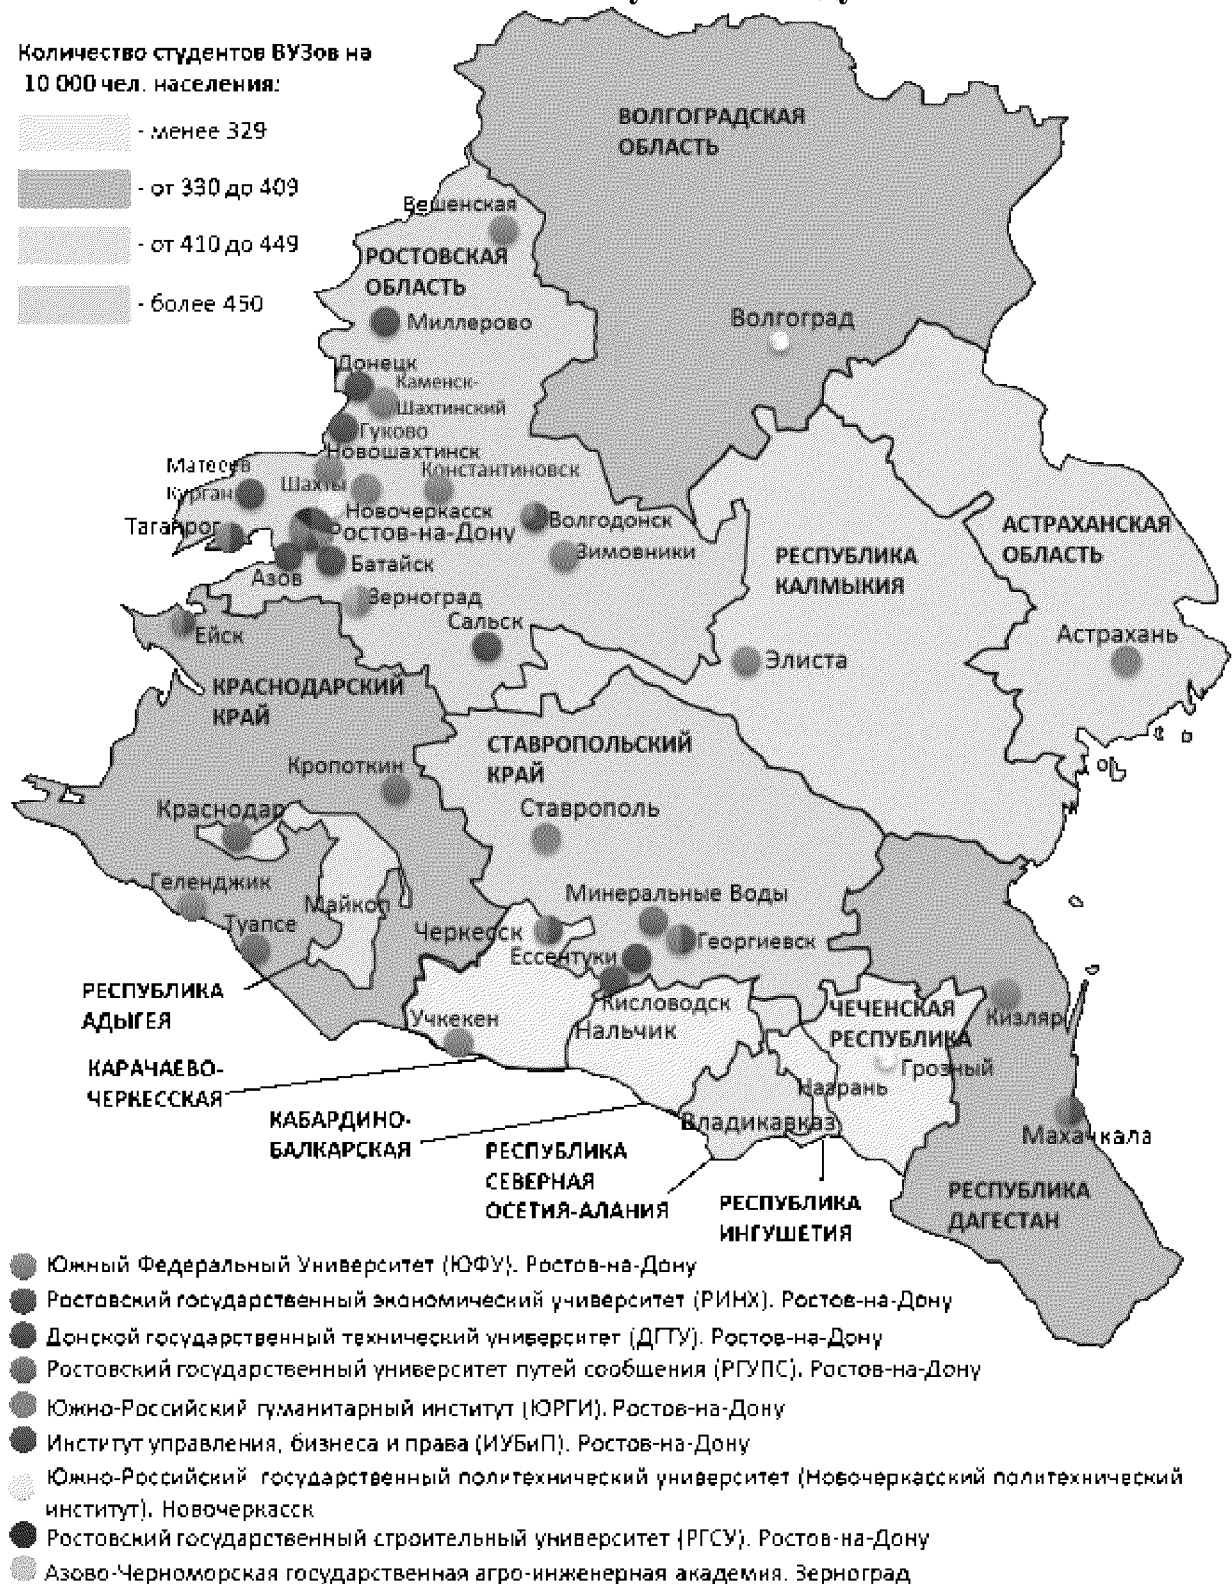 Количество студентов ВУЗов на
10 000 чел. населения:
- менее 329
- от 330 до 409
- от 410 до 449
- более 450
ВОЛГОГРАДСКАЯ
ОБЛАСТЬ
Вешенская
РОСТОВСКАЯ
ОБЛАСТЬ
Миллерово
Волгоград
Донецк
Каменск-
Шахтинский
Гуково
Новошахтинск
Матвеев
Курган
Шахты
Константиновск
Новочеркасск
Таганрог
Ростов-на-Дону
Волгодонск
Азов
Батайск
Зимовники
Зерноград
Сальск
Ейск
АСТРАХАНСКАЯ
ОБЛАСТЬ
РЕСПУБЛИКА
КАЛМЫКИЯ
Астрахань
Элиста
КРАСНОДАРСКИЙ
КРАЙ
СТАВРОПОЛЬСКИЙ
КРАЙ
Кропоткин
Краснодар
Ставрополь
Геленджик
Майкоп
Туапсе
Минеральные Воды
Черкесск
Георгиевск
Ессентуки
Кисловодск
РЕСПУБЛИКА
АДЫГЕЯ
Учкекен
Нальчик
ЧЕЧЕНСКАЯ
РЕСПУБЛИКА
Кизляр
Грозный
КАРАЧАЕВО-
ЧЕРКЕССКАЯ
Назрань
КАБАРДИНО-
БАЛКАРСКАЯ
Владикавказ
Махачкала
РЕСПУБЛИКА
СЕВЕРНАЯ
ОСЕТИЯ-АЛАНИЯ
РЕСПУБЛИКА
ИНГУШЕТИЯ
РЕСПУБЛИКА
ДАГЕСТАН
Южный Федеральный Университет (ЮФУ). Ростов-на-Дону
Ростовский государственный экономический университет (РИНХ). Ростов-на-Дону
Донской государственный технический университет (ДГТУ). Ростов-на-Дону
Ростовский государственный университет путей сообщения (РГУПС). Ростов-на-Дону
Южно-Российский гуманитарный институт (ЮРГИ). Ростов-на-Дону
Институт управления, бизнеса и права (ИУБиП). Ростов-на-Дону
Южно-Российский государственный политехнический университет (Новочеркасский политехнический
институт). Новочеркасск
Ростовский государственный строительный университет (РГСУ). Ростов-на-Дону
Азово-Черноморская государственная агро-инженерная академия. Зерноград